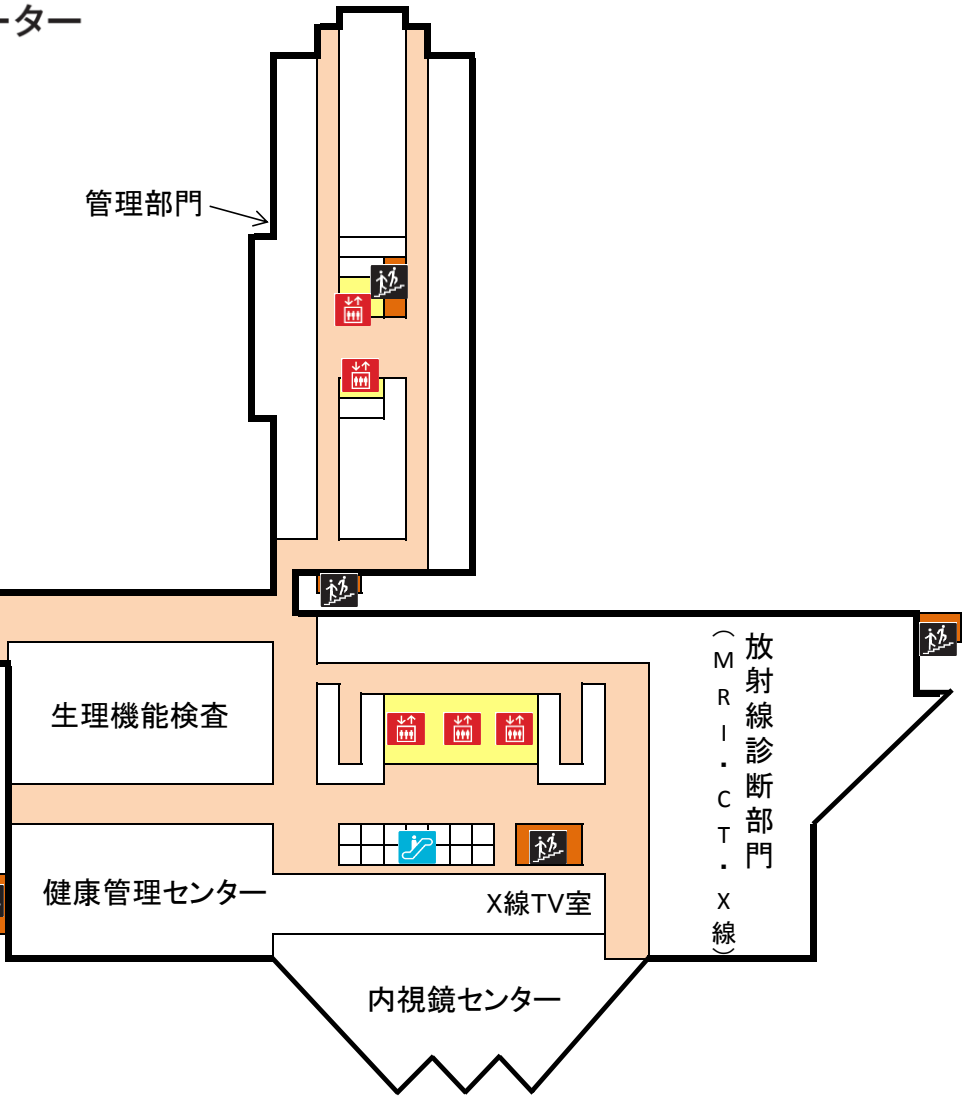 ーター
管理部門
生理機能検査
放射線診断部門
（MRI・CT・X線）
健康管理センター
X線TV室
内視鏡センター